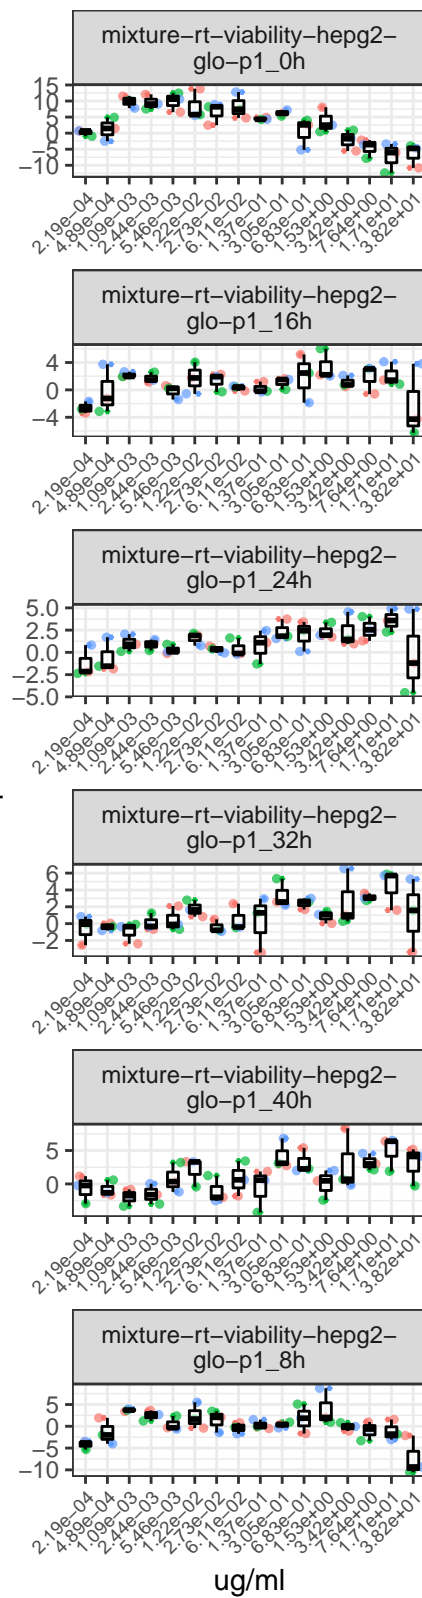 mixture−rt−viability−hepg2−
glo−p1_0h
15
10
5
0
−5
−10
2.19e−04
4.89e−04
1.09e−03
2.44e−03
5.46e−03
1.22e−02
2.73e−02
6.11e−02
1.37e−01
3.05e−01
6.83e−01
1.53e+00
3.42e+00
7.64e+00
1.71e+01
3.82e+01
mixture−rt−viability−hepg2−
glo−p1_16h
4
0
−4
2.19e−04
4.89e−04
1.09e−03
2.44e−03
5.46e−03
1.22e−02
2.73e−02
6.11e−02
1.37e−01
3.05e−01
6.83e−01
1.53e+00
3.42e+00
7.64e+00
1.71e+01
3.82e+01
mixture−rt−viability−hepg2−
glo−p1_24h
5.0
2.5
0.0
−2.5
−5.0
2.19e−04
4.89e−04
1.09e−03
2.44e−03
5.46e−03
1.22e−02
2.73e−02
6.11e−02
1.37e−01
3.05e−01
6.83e−01
1.53e+00
3.42e+00
7.64e+00
1.71e+01
3.82e+01
mixture−rt−viability−hepg2−
glo−p1_32h
6
4
2
0
−2
2.19e−04
4.89e−04
1.09e−03
2.44e−03
5.46e−03
1.22e−02
2.73e−02
6.11e−02
1.37e−01
3.05e−01
6.83e−01
1.53e+00
3.42e+00
7.64e+00
1.71e+01
3.82e+01
mixture−rt−viability−hepg2−
glo−p1_40h
5
0
2.19e−04
4.89e−04
1.09e−03
2.44e−03
5.46e−03
1.22e−02
2.73e−02
6.11e−02
1.37e−01
3.05e−01
6.83e−01
1.53e+00
3.42e+00
7.64e+00
1.71e+01
3.82e+01
mixture−rt−viability−hepg2−
glo−p1_8h
5
0
−5
−10
2.19e−04
4.89e−04
1.09e−03
2.44e−03
5.46e−03
1.22e−02
2.73e−02
6.11e−02
1.37e−01
3.05e−01
6.83e−01
1.53e+00
3.42e+00
7.64e+00
1.71e+01
3.82e+01
ug/ml